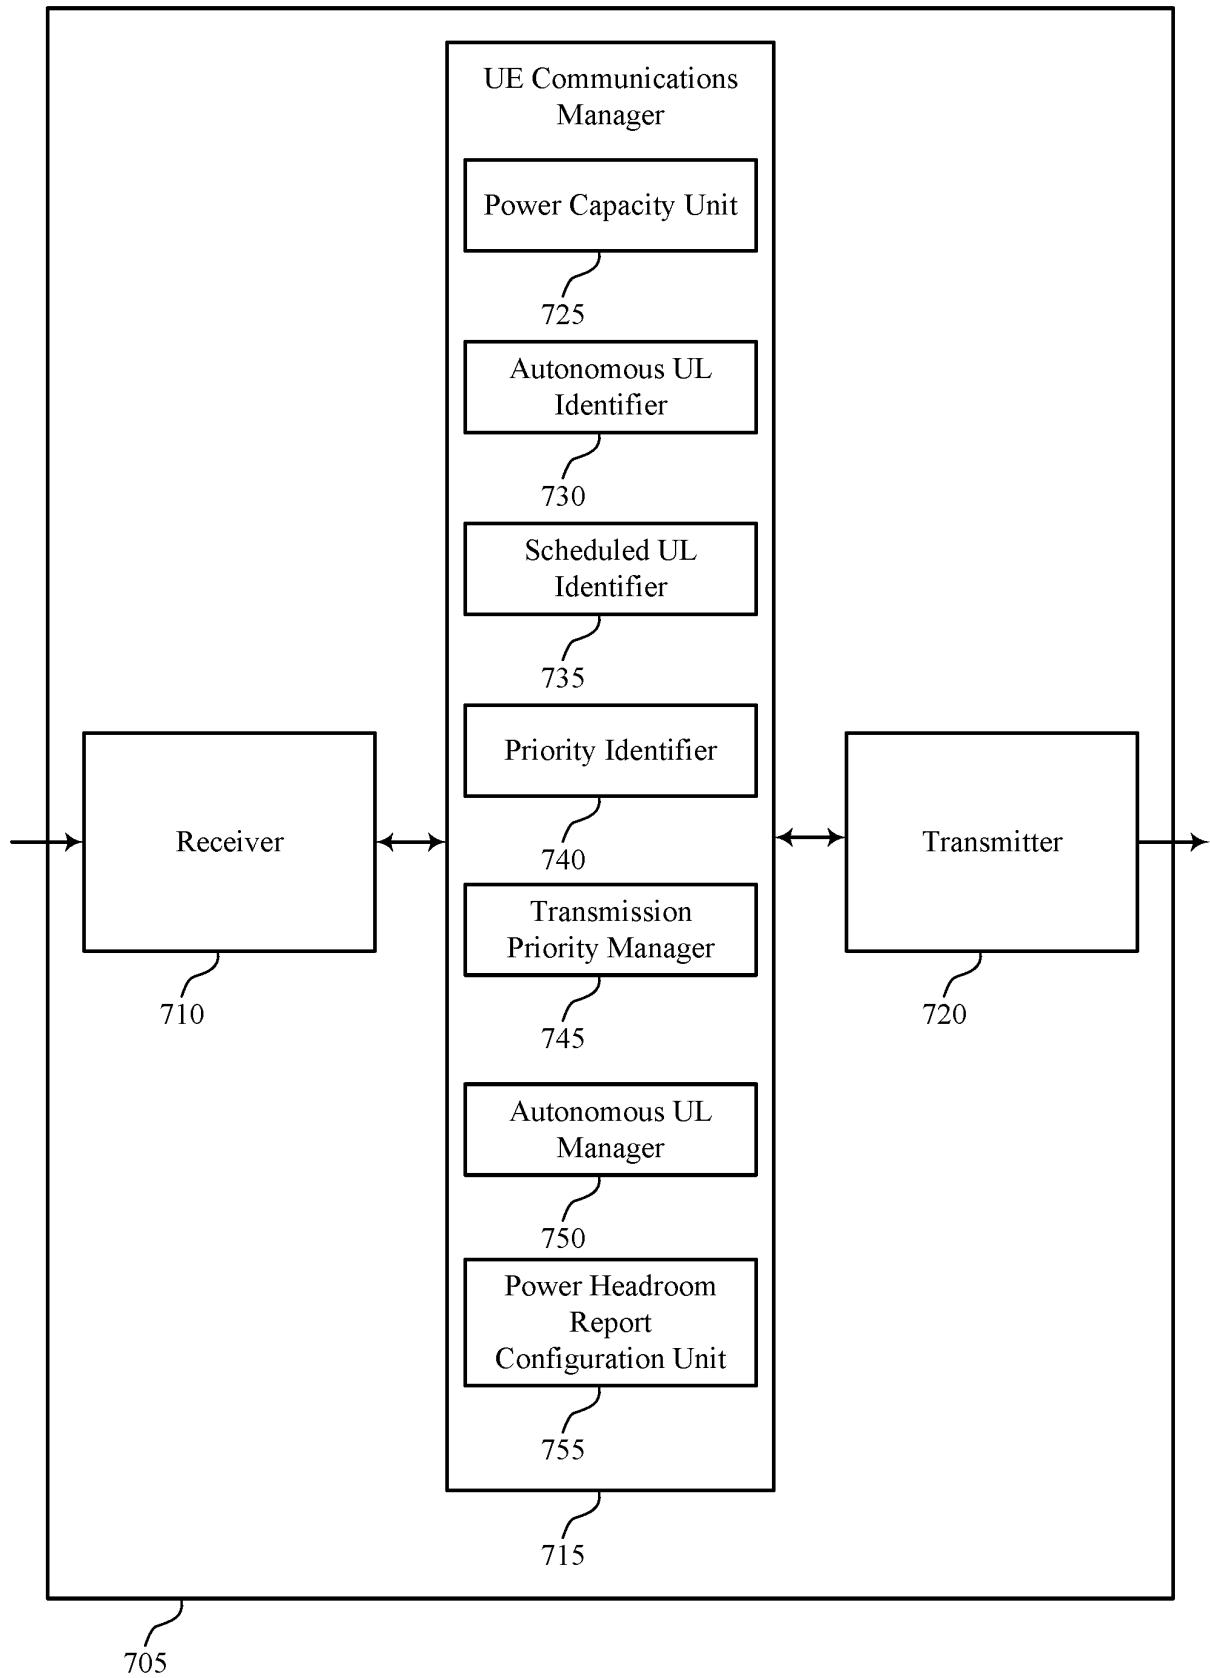 UE Communications
Manager
Power Capacity Unit
725
Autonomous UL
Identifier
730
Scheduled UL
Identifier
735
Priority Identifier
740
Transmission
Priority Manager
745
Autonomous UL
Manager
750
Power Headroom
Report
Configuration Unit
755
715
Receiver
710
Transmitter
720
705